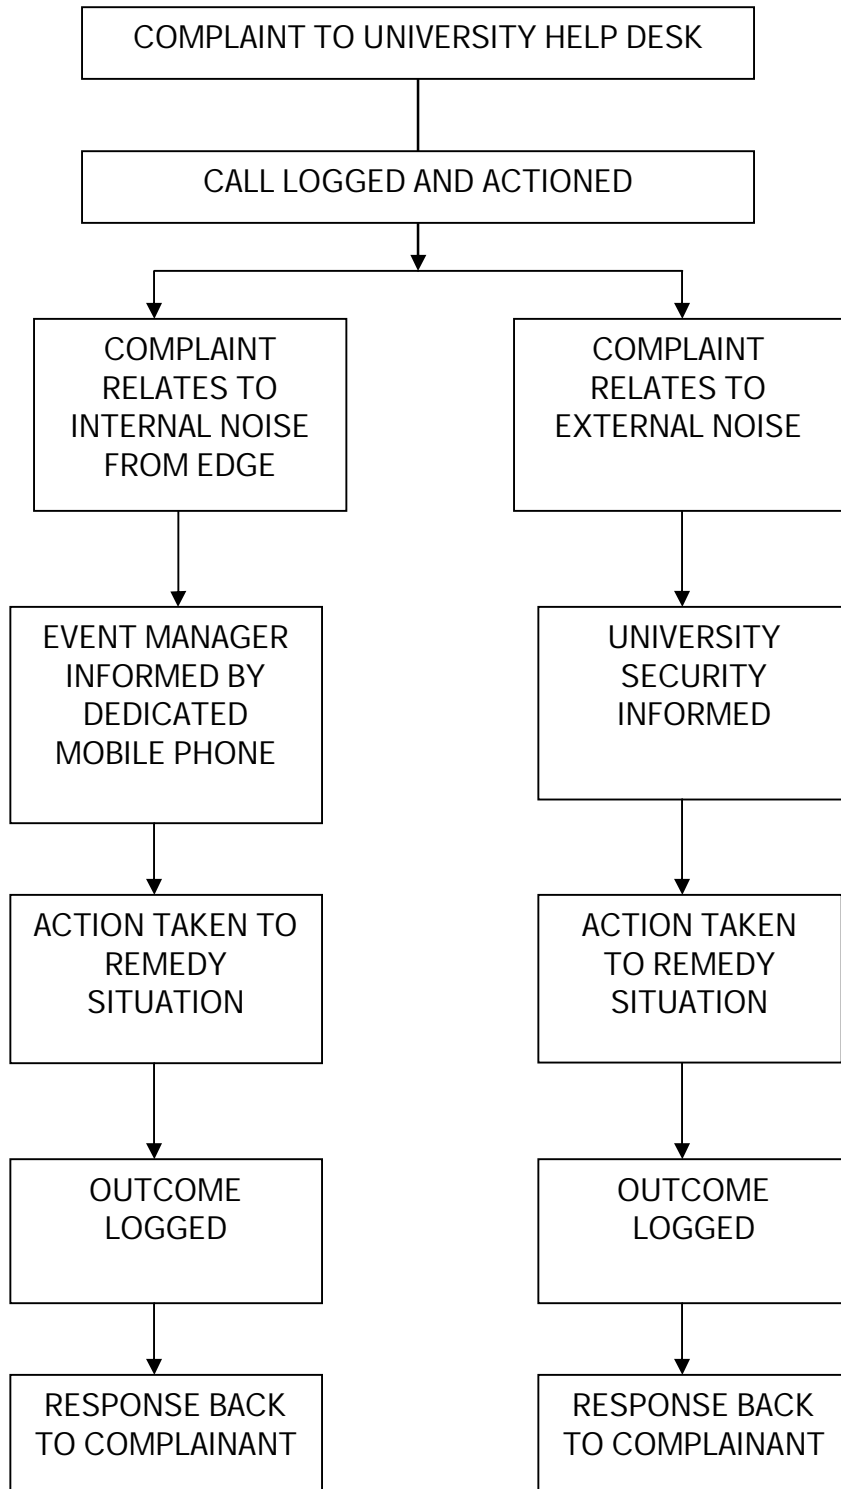 COMPLAINT TO UNIVERSITY HELP DESK
CALL LOGGED AND ACTIONED
COMPLAINT
RELATES TO
INTERNAL NOISE
FROM EDGE
COMPLAINT
RELATES TO
EXTERNAL NOISE
EVENT MANAGER
INFORMED BY
DEDICATED
MOBILE PHONE
UNIVERSITY
SECURITY
INFORMED
ACTION TAKEN TO
REMEDY
SITUATION
ACTION TAKEN
TO REMEDY
SITUATION
OUTCOME
LOGGED
OUTCOME
LOGGED
RESPONSE BACK
TO COMPLAINANT
RESPONSE BACK
TO COMPLAINANT